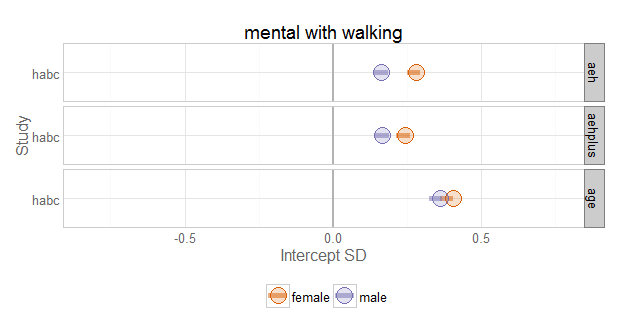 mental with walking
Study
habc
aeh
habc
aehplus
habc
age
-0.5 0.0 0.5
Intercept SD
female male